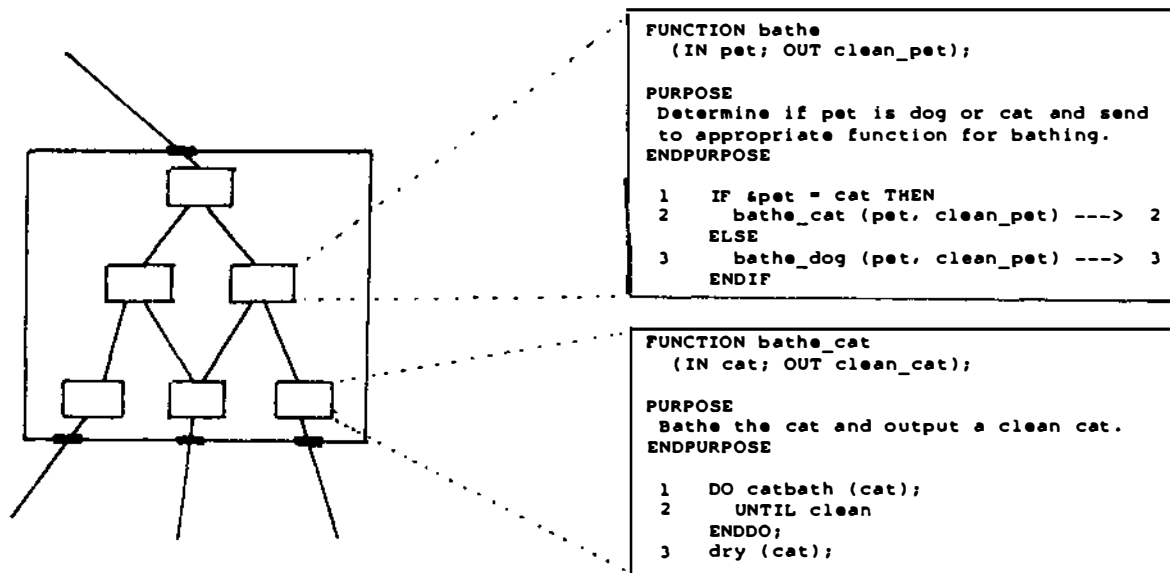 FUNCTION bathe
(IN pet; OUT clean_pet);
PURPOSE
Determine if pet is dog or cat and send
to appropriate function for bathing.
ENDPURPOSE
1 IF &pet = cat THEN
2 bathe_cat (pet, clean_pet) ---> 2
ELSE
3 bathe_dog (pet, clean_pet) ---> 3
ENDIF
FUNCTION bathe_cat
(IN cat; OUT clean_cat);
PURPOSE
Bathe the cat and output a clean cat.
ENDPURPOSE
1 DO catbath (cat);
2 UNTIL clean
ENDDO;
3 dry (cat);